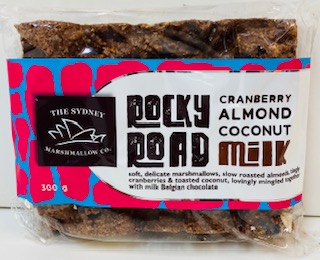 THE SYDNEY
MARSHMALLOW CO.
300 g
ROCKY
ROAD
CRANBERRY
ALMOND
COCONUT
MILK
soft, delicate marshmallows, slow roasted almonds,
cranberries & toasted coconut, lovingly mingled together
with milk Belgian chocolate